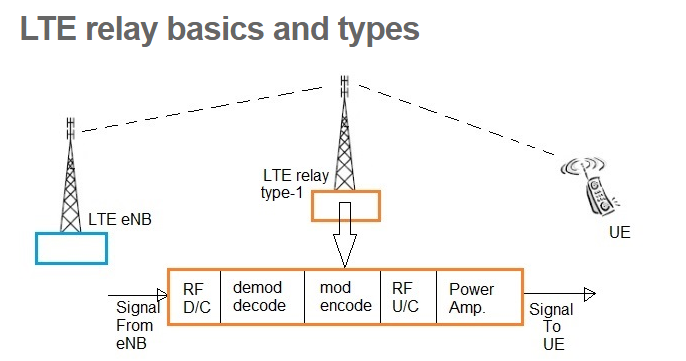 LTE relay basics and types
LTE relay
type-1
LTE eNB
UE
RF
D/C
demod
decode
mod
encode
RF
U/C
Power
Amp.
Signal
From
eNB
Signal
To
UE